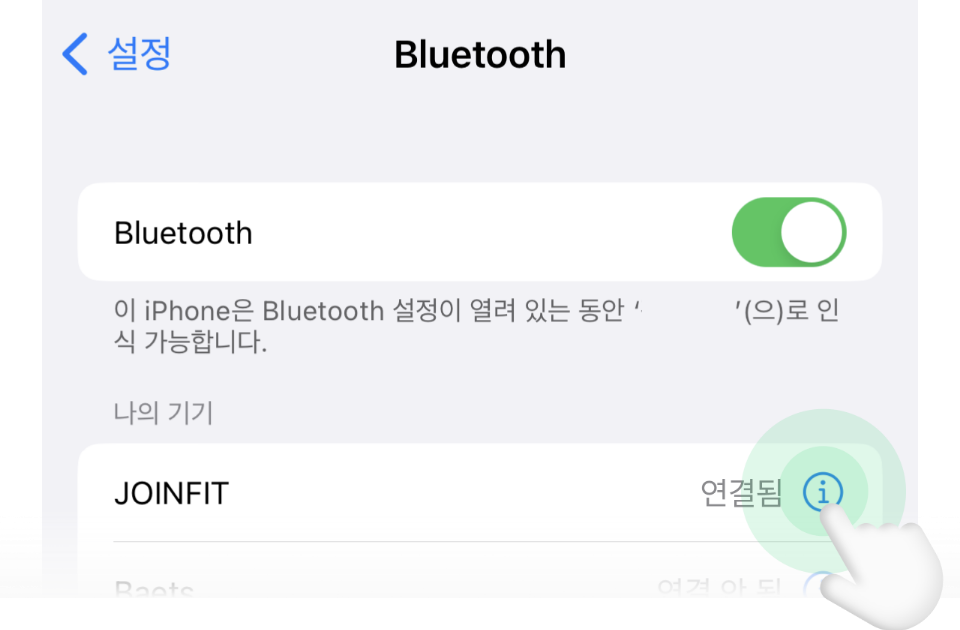 설정
Bluetooth
Bluetooth
이 iPhone은 Bluetooth 설정이 열려 있는 동안 ‘ ’(으)로 인
식 가능합니다.
나의 기기
JOINFIT 연결됨
Baets 연결 안 됨